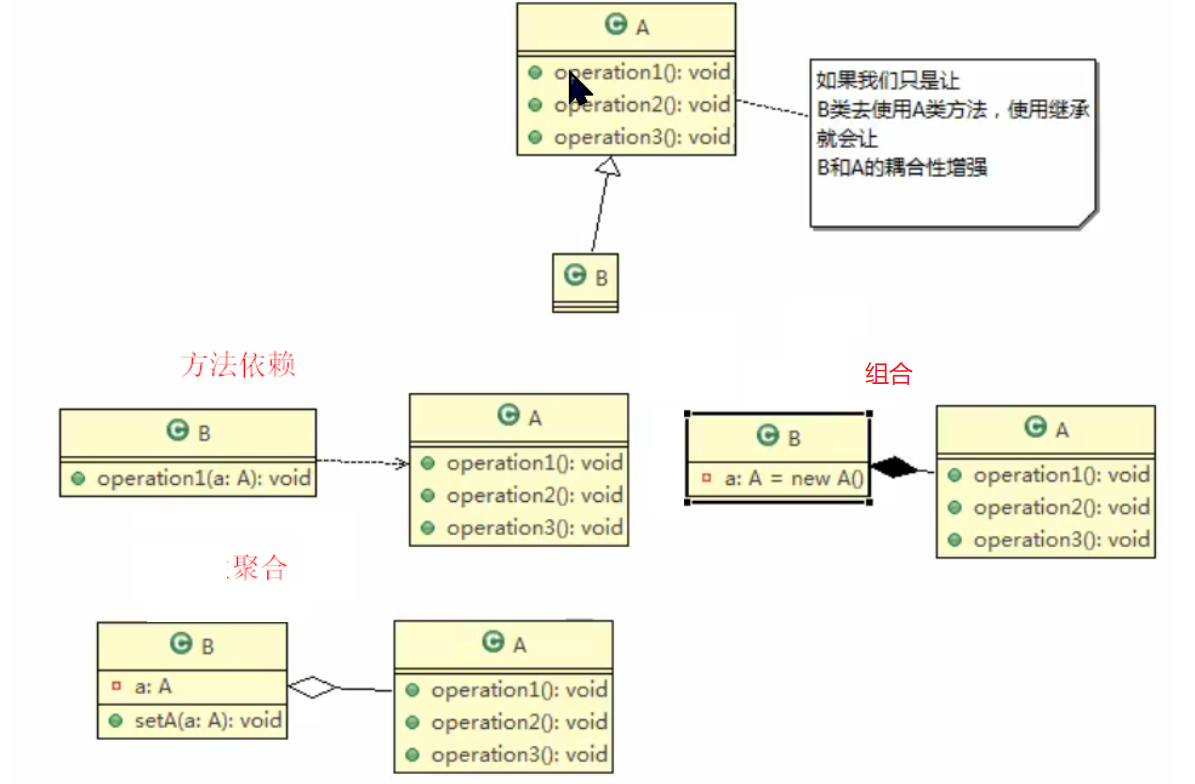 A
operation1(): void
operation2(): void
operation3(): void
如果我们只是让
B类去使用A类方法，使用继承
就会让
B和A的耦合性增强
B
方法依赖
B
operation1(a: A): void
A
operation1(): void
operation2(): void
operation3(): void
组合
B
a: A = new A()
A
operation1(): void
operation2(): void
operation3(): void
聚合
B
a: A
setA(a: A): void
A
operation1(): void
operation2(): void
operation3(): void